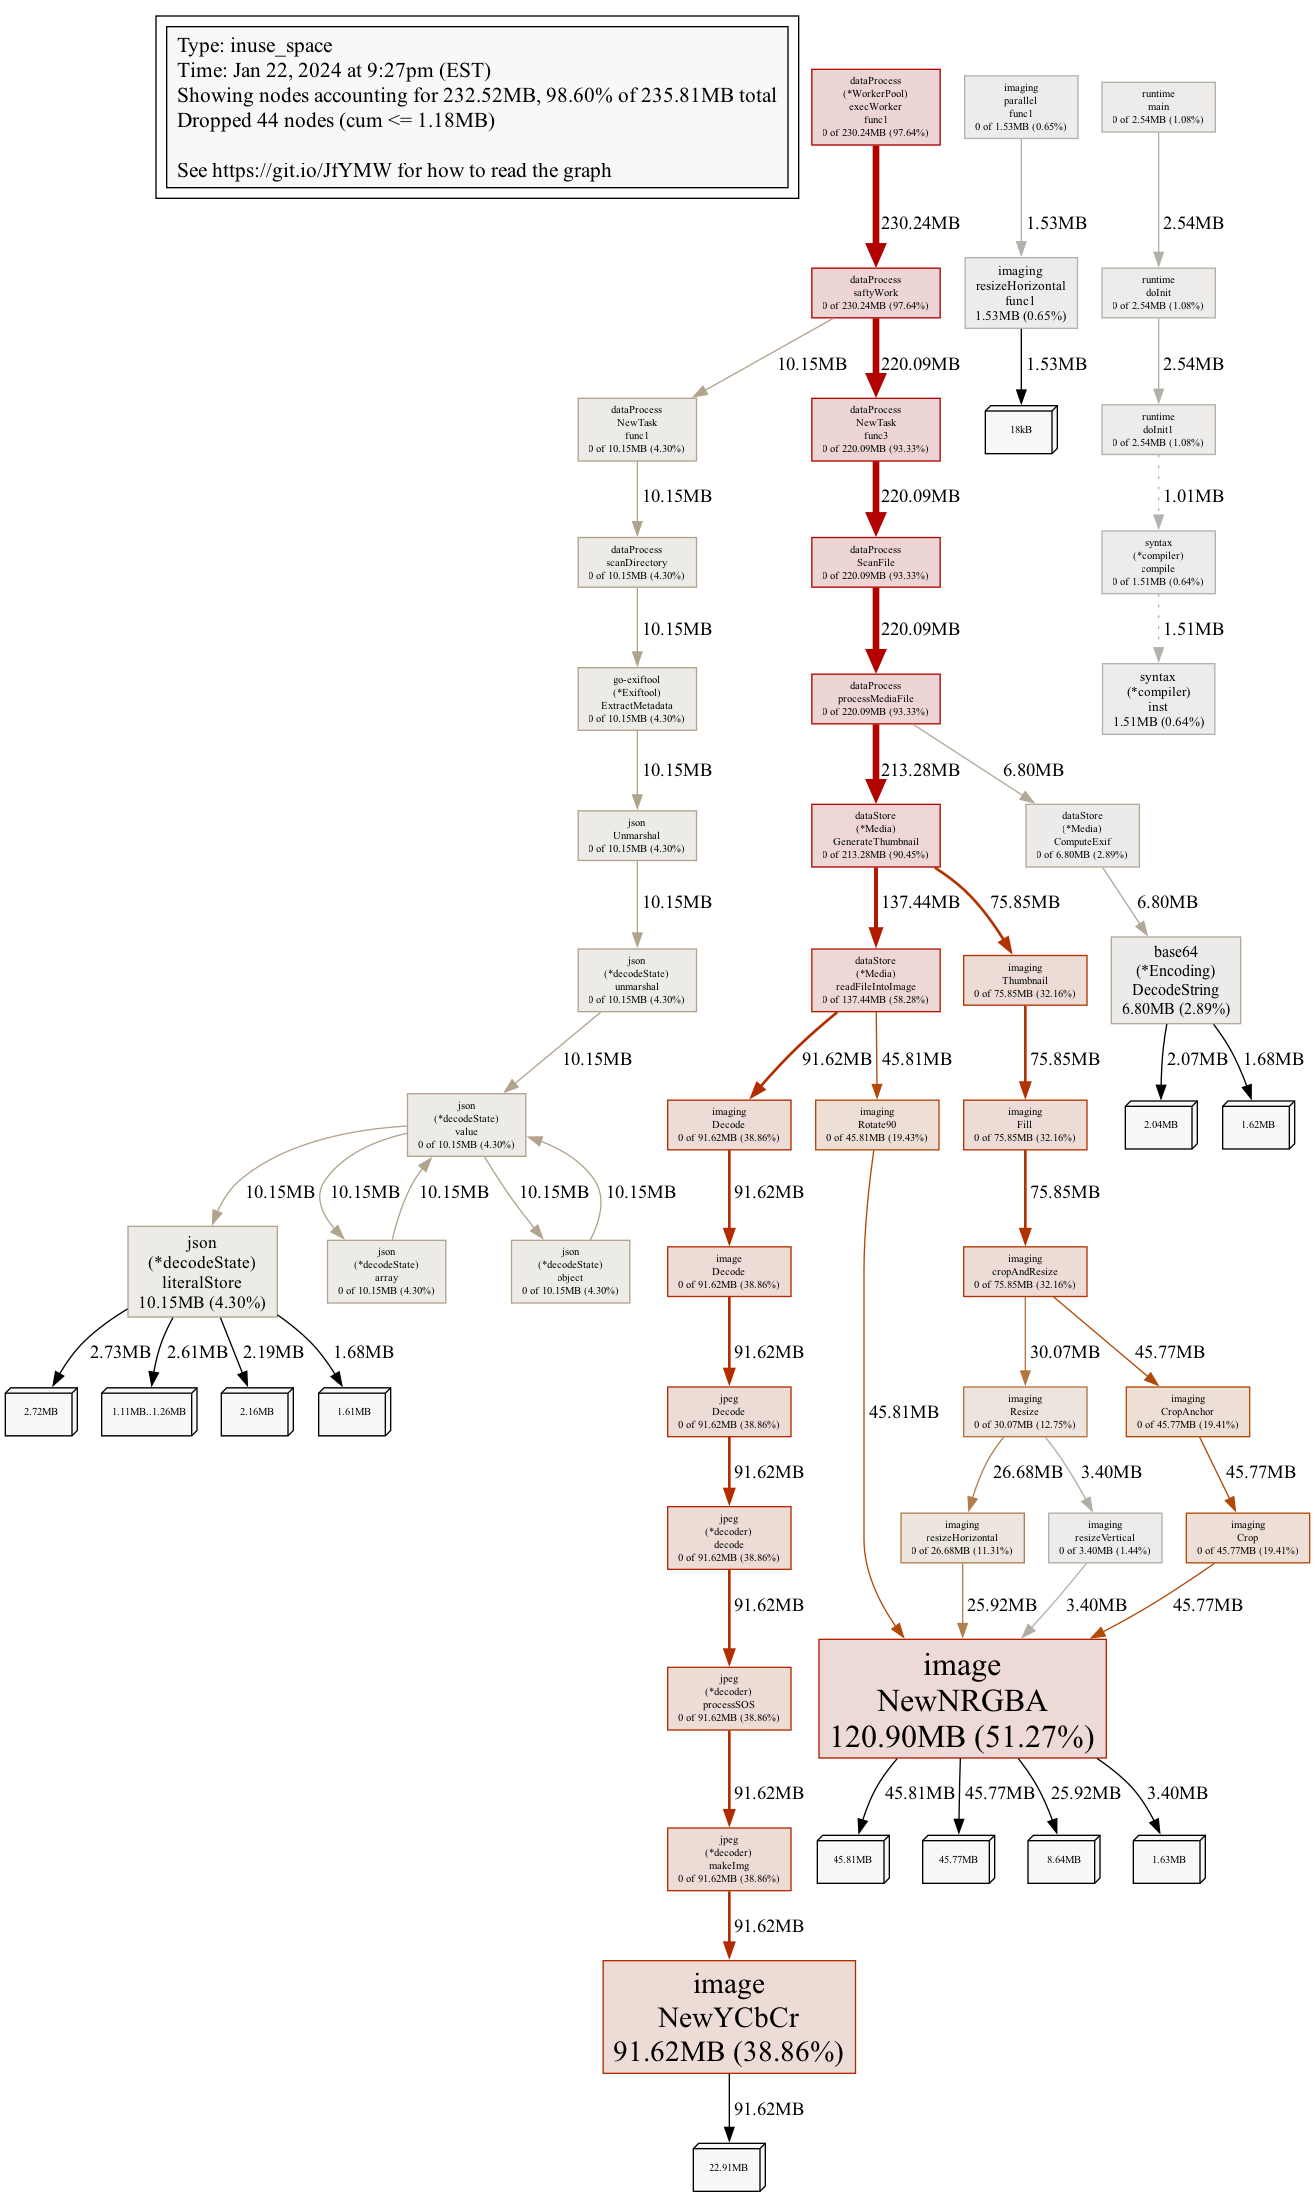 Type: inuse_space
Time: Jan 22, 2024 at 9:27pm (EST)
Showing nodes accounting for 232.52MB, 98.60% of 235.81MB total
Dropped 44 nodes (cum <= 1.18MB)
See https://git.io/JfYMW for how to read the graph
dataProcess
(*WorkerPool)
execWorker
func1
0 of 230.24MB (97.64%)
imaging
parallel
func1
0 of 1.53MB (0.65%)
runtime
main
0 of 2.54MB (1.08%)
230.24MB
1.53MB
2.54MB
dataProcess
saftyWork
0 of 230.24MB (97.64%)
imaging
resizeHorizontal
func1
1.53MB (0.65%)
runtime
doInit
0 of 2.54MB (1.08%)
10.15MB
220.09MB
1.53MB
2.54MB
dataProcess
NewTask
func1
0 of 10.15MB (4.30%)
dataProcess
NewTask
func3
0 of 220.09MB (93.33%)
18kB
runtime
doInit1
0 of 2.54MB (1.08%)
10.15MB
220.09MB
1.01MB
dataProcess
scanDirectory
0 of 10.15MB (4.30%)
dataProcess
ScanFile
0 of 220.09MB (93.33%)
syntax
(*compiler)
compile
0 of 1.51MB (0.64%)
10.15MB
220.09MB
1.51MB
go-exiftool
(*Exiftool)
ExtractMetadata
0 of 10.15MB (4.30%)
dataProcess
processMediaFile
0 of 220.09MB (93.33%)
syntax
(*compiler)
inst
1.51MB (0.64%)
10.15MB
213.28MB
6.80MB
json
Unmarshal
0 of 10.15MB (4.30%)
dataStore
(*Media)
GenerateThumbnail
0 of 213.28MB (90.45%)
dataStore
(*Media)
ComputeExif
0 of 6.80MB (2.89%)
10.15MB
137.44MB
75.85MB
6.80MB
json
(*decodeState)
unmarshal
0 of 10.15MB (4.30%)
dataStore
(*Media)
readFileIntoImage
0 of 137.44MB (58.28%)
imaging
Thumbnail
0 of 75.85MB (32.16%)
base64
(*Encoding)
DecodeString
6.80MB (2.89%)
10.15MB
91.62MB
45.81MB
75.85MB
2.07MB
1.68MB
json
(*decodeState)
value
0 of 10.15MB (4.30%)
imaging
Decode
0 of 91.62MB (38.86%)
imaging
Rotate90
0 of 45.81MB (19.43%)
imaging
Fill
0 of 75.85MB (32.16%)
2.04MB
1.62MB
10.15MB
10.15MB
10.15MB
10.15MB
10.15MB
91.62MB
75.85MB
json
(*decodeState)
literalStore
10.15MB (4.30%)
json
(*decodeState)
array
0 of 10.15MB (4.30%)
json
(*decodeState)
object
0 of 10.15MB (4.30%)
image
Decode
0 of 91.62MB (38.86%)
imaging
cropAndResize
0 of 75.85MB (32.16%)
2.73MB
2.61MB
2.19MB
1.68MB
91.62MB
30.07MB
45.77MB
2.72MB
1.11MB..1.26MB
2.16MB
1.61MB
jpeg
Decode
0 of 91.62MB (38.86%)
45.81MB
imaging
Resize
0 of 30.07MB (12.75%)
imaging
CropAnchor
0 of 45.77MB (19.41%)
91.62MB
26.68MB
3.40MB
45.77MB
jpeg
(*decoder)
decode
0 of 91.62MB (38.86%)
imaging
resizeHorizontal
0 of 26.68MB (11.31%)
imaging
resizeVertical
0 of 3.40MB (1.44%)
imaging
Crop
0 of 45.77MB (19.41%)
91.62MB
25.92MB
3.40MB
45.77MB
jpeg
(*decoder)
processSOS
0 of 91.62MB (38.86%)
image
NewNRGBA
120.90MB (51.27%)
91.62MB
45.81MB
45.77MB
25.92MB
3.40MB
jpeg
(*decoder)
makeImg
0 of 91.62MB (38.86%)
45.81MB
45.77MB
8.64MB
1.63MB
91.62MB
image
NewYCbCr
91.62MB (38.86%)
91.62MB
22.91MB